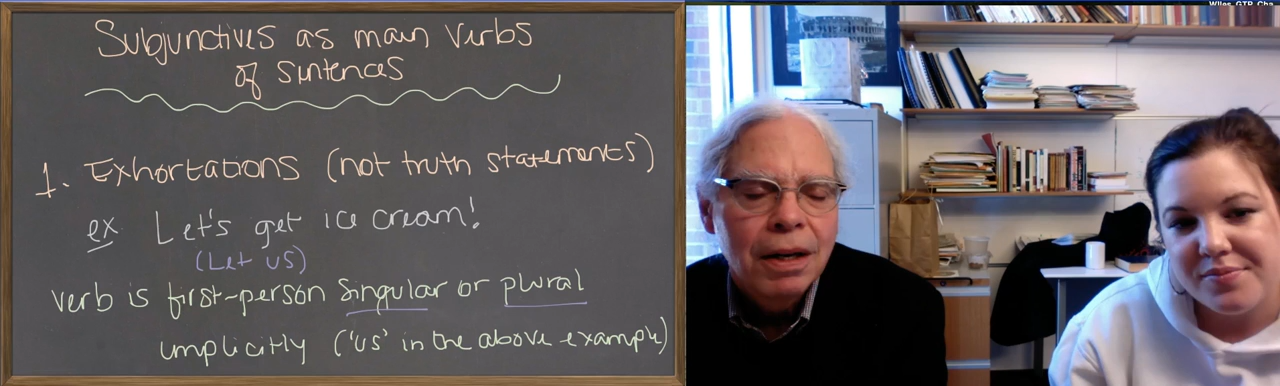 Subjunctives as main verbs
of sentences
1. Exhortations (not truth statements)
ex. Let's get ice cream!
(Let us)
verb is first-person singular or plural
implicitly ('us' in the above example)
Wiles_GTP_Cha